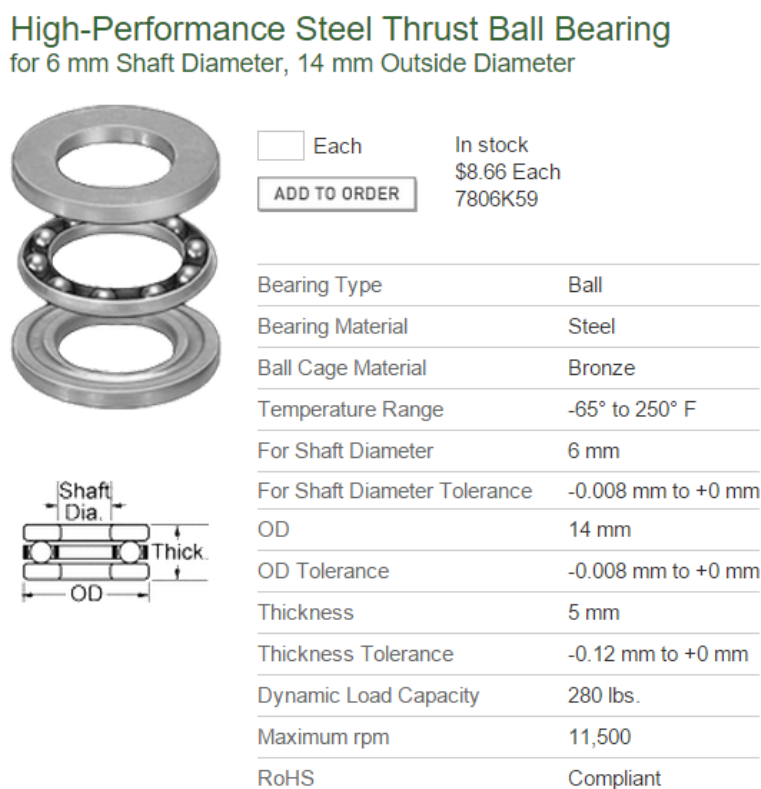 High-Performance Steel Thrust Ball Bearing
for 6 mm Shaft Diameter, 14 mm Outside Diameter
Each
ADD TO ORDER
In stock
$8.66 Each
7806K59
Bearing Type Ball
Bearing Material Steel
Ball Cage Material Bronze
Temperature Range -65° to 250° F
For Shaft Diameter 6 mm
For Shaft Diameter Tolerance -0.008 mm to +0 mm
OD 14 mm
OD Tolerance -0.008 mm to +0 mm
Thickness 5 mm
Thickness Tolerance -0.12 mm to +0 mm
Dynamic Load Capacity 280 lbs.
Maximum rpm 11,500
RoHS Compliant
Shaft
Dia.
Thick.
OD